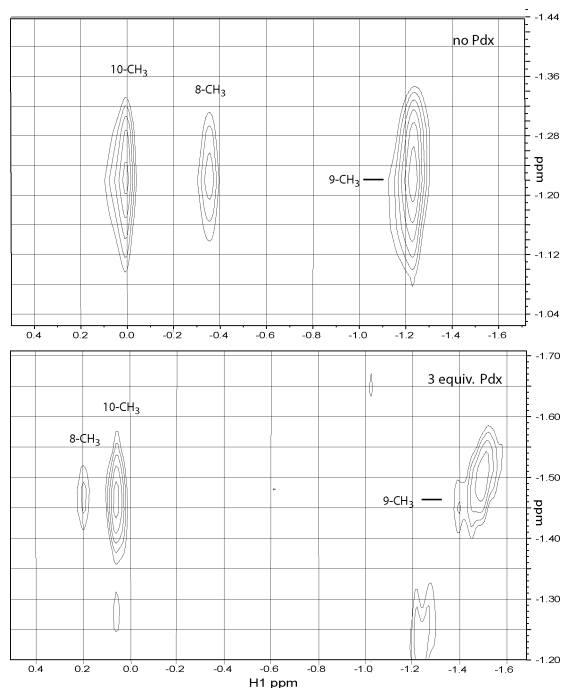 -1.44
no Pdx
10-CH3
-1.36
8-CH3
-1.28
9-CH3
ppm
-1.20
-1.12
-1.04
0.4 0.2 0.0 -0.2 -0.4 -0.6 -0.8 -1.0 -1.2 -1.4 -1.6
-1.70
3 equiv. Pdx
10-CH3
-1.60
8-CH3
-1.50
9-CH3
ppm
-1.40
-1.30
-1.20
0.4 0.2 0.0 -0.2 -0.4 -0.6 -0.8 -1.0 -1.2 -1.4 -1.6
H1 ppm